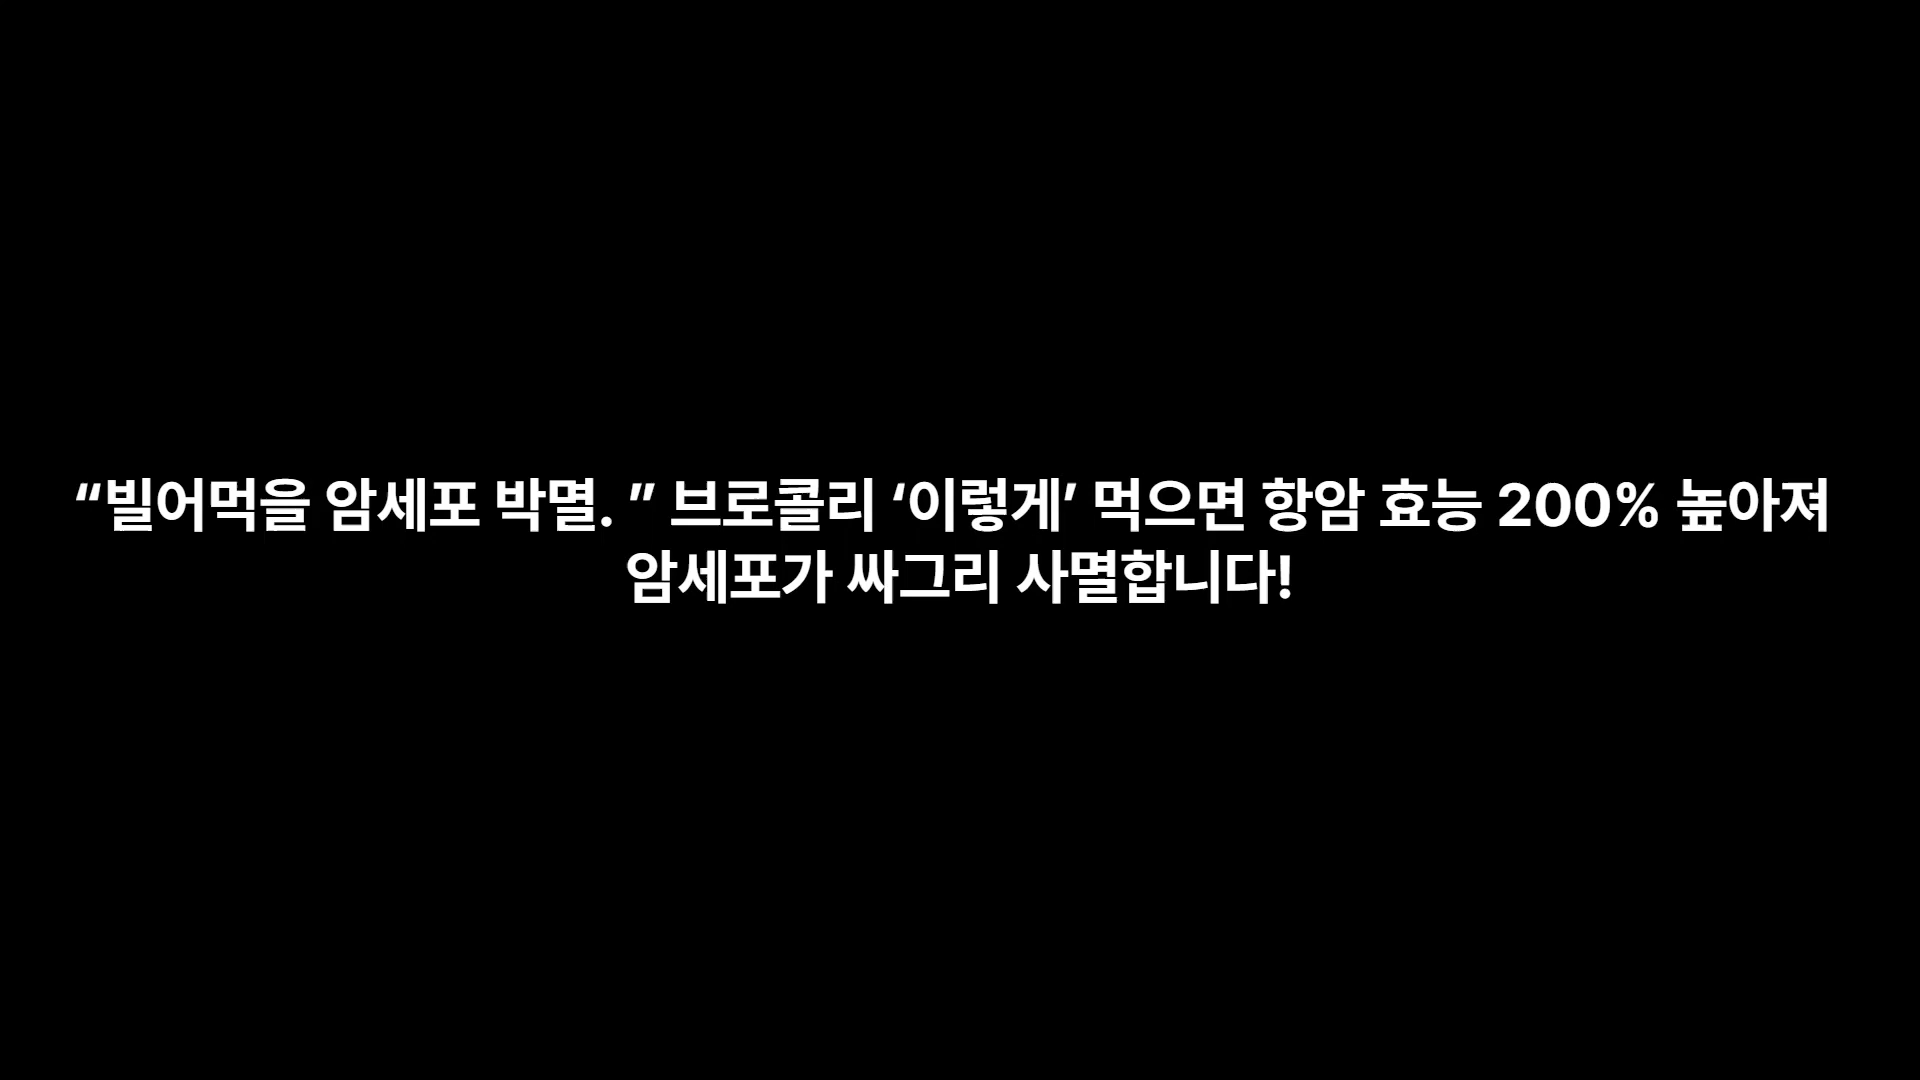 “빌어먹을 암세포 박멸. ” 브로콜리 ‘이렇게’ 먹으면 항암 효능 200% 높아져
암세포가 싸그리 사멸합니다!